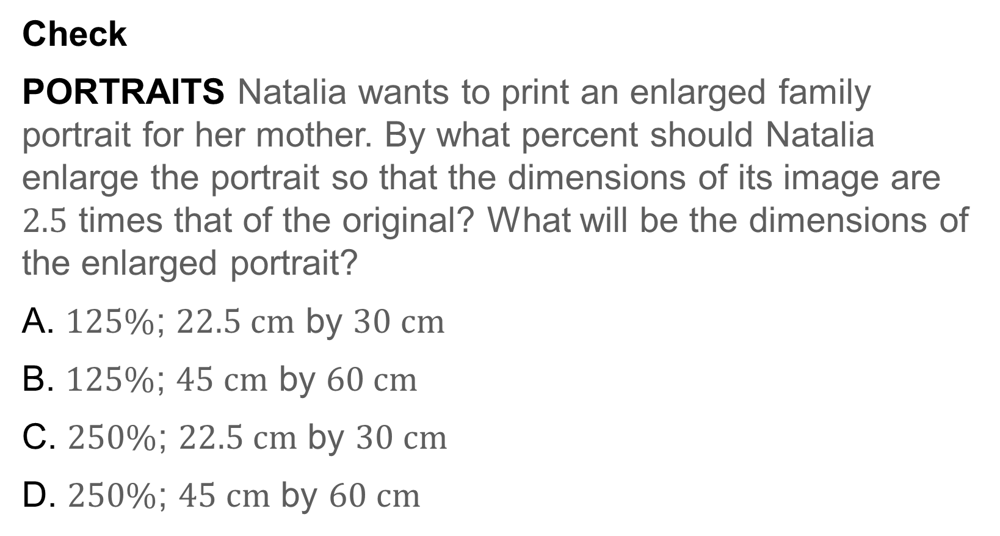 Check
PORTRAITS Natalia wants to print an enlarged family
portrait for her mother. By what percent should Natalia
enlarge the portrait so that the dimensions of its image are
2.5 times that of the original? What will be the dimensions of
the enlarged portrait?
A. 125%; 22.5 cm by 30 cm
B. 125%; 45 cm by 60 cm
C. 250%; 22.5 cm by 30 cm
D. 250%; 45 cm by 60 cm